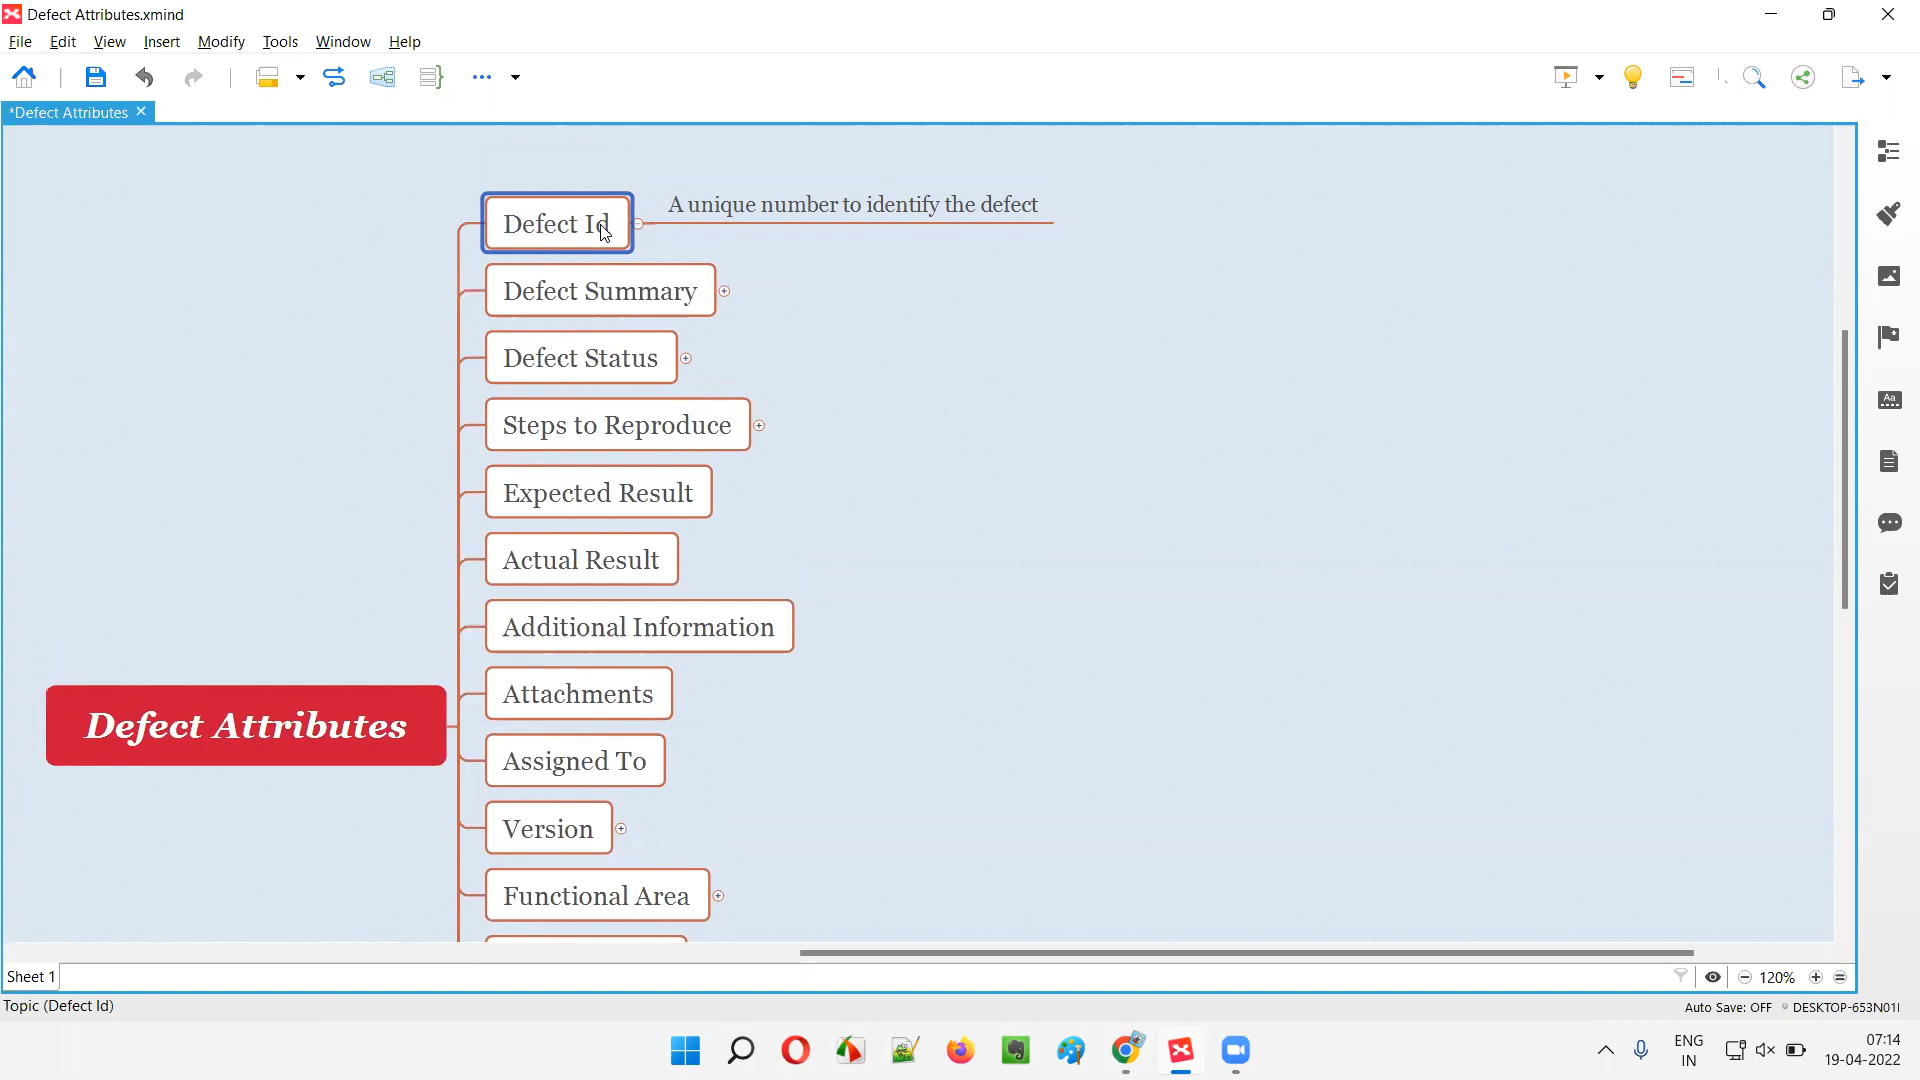 Defect Attributes.xmind
File Edit View Insert Modify Tools Window Help
*Defect Attributes
Defect Id
A unique number to identify the defect
Defect Summary
Defect Status
Steps to Reproduce
Expected Result
Actual Result
Additional Information
Attachments
Defect Attributes
Assigned To
Version
Functional Area
Sheet 1
120%
Topic (Defect Id)
Auto Save: OFF
DESKTOP-653N01I
ENG
IN
07:14
19-04-2022
Aa